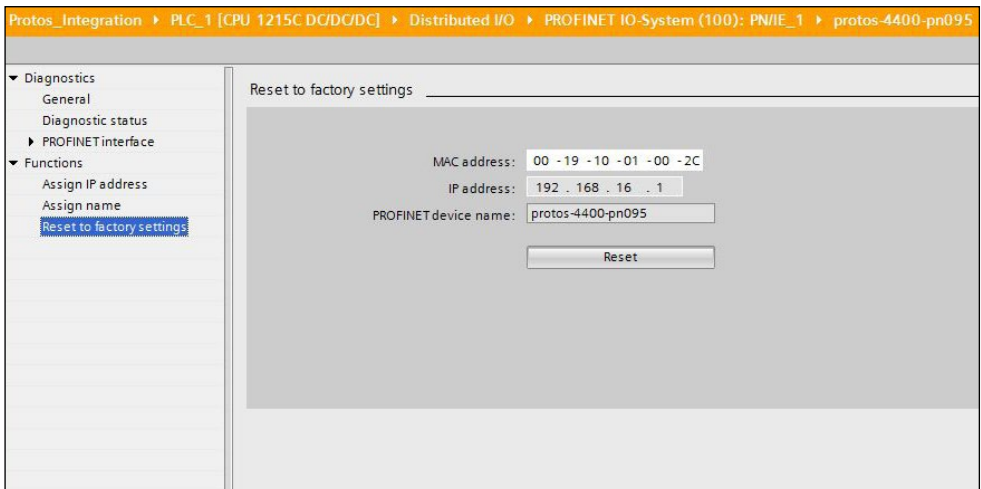 Protos_Integration ▸ PLC_1 [CPU 1215C DC/DC/DC] ▸ Distributed I/O ▸ PROFINET IO-System (100): PN/IE_1 ▸ protos-4400-pn095
Diagnostics
General
Diagnostic status
PROFINET interface
Functions
Assign IP address
Assign name
Reset to factory settings
Reset to factory settings
MAC address: 00 -19 -10 -01 -00 -2C
IP address: 192 . 168 . 16 . 1
PROFINET device name: protos-4400-pn095
Reset